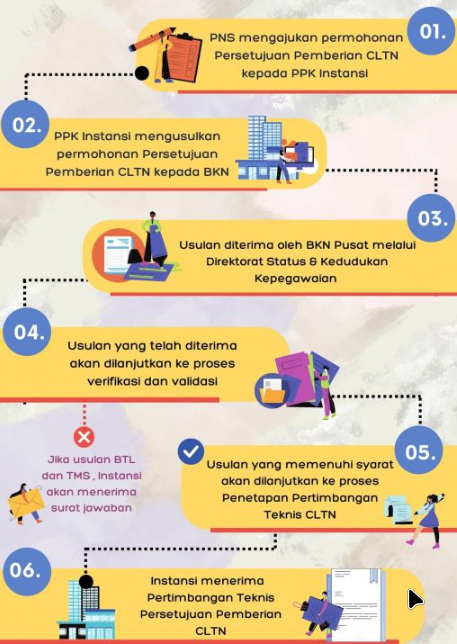 01.
PNS mengajukan permohonan
Persetujuan Pemberian CLTN
kepada PPK Instansi
02.
PPK Instansi mengusulkan
permohonan Persetujuan
Pemberian CLTN kepada BKN
03.
Usulan diterima oleh BKN Pusat melalui
Direktorat Status & Kedudukan
Kepegawaian
04.
Usulan yang telah diterima
akan dilanjutkan ke proses
verifikasi dan validasi
Jika usulan BTL
dan TMS , Instansi
akan menerima
surat jawaban
05.
Usulan yang memenuhi syarat
akan dilanjutkan ke proses
Penetapan Pertimbangan
Teknis CLTN
06.
Instansi menerima
Pertimbangan Teknis
Persetujuan Pemberian
CLTN